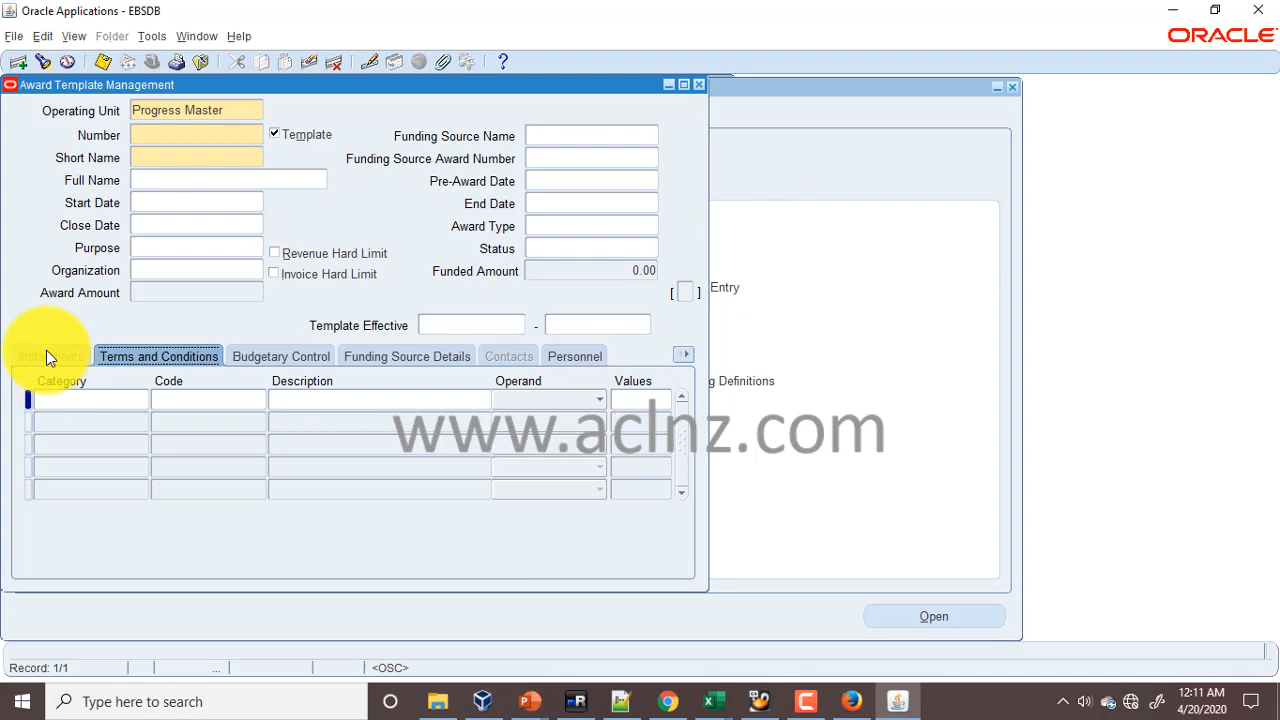 Oracle Applications - EBSDB
File Edit View Folder Tools Window Help
ORACLE
Award Template Management
Operating Unit Progress Master
Number
Template
Short Name
Full Name
Start Date
Close Date
Purpose
Organization
Award Amount
Revenue Hard Limit
Invoice Hard Limit
Funding Source Name
Funding Source Award Number
Pre-Award Date
End Date
Award Type
Status
Funded Amount 0.00
[ ]
Template Effective -
Entry
g Definitions
Installments Terms and Conditions Budgetary Control Funding Source Details Contacts Personnel
Category Code Description Operand Values
www.aclnz.com
Open
Record: 1/1 ... <OSC>
Type here to search
12:11 AM
4/20/2020